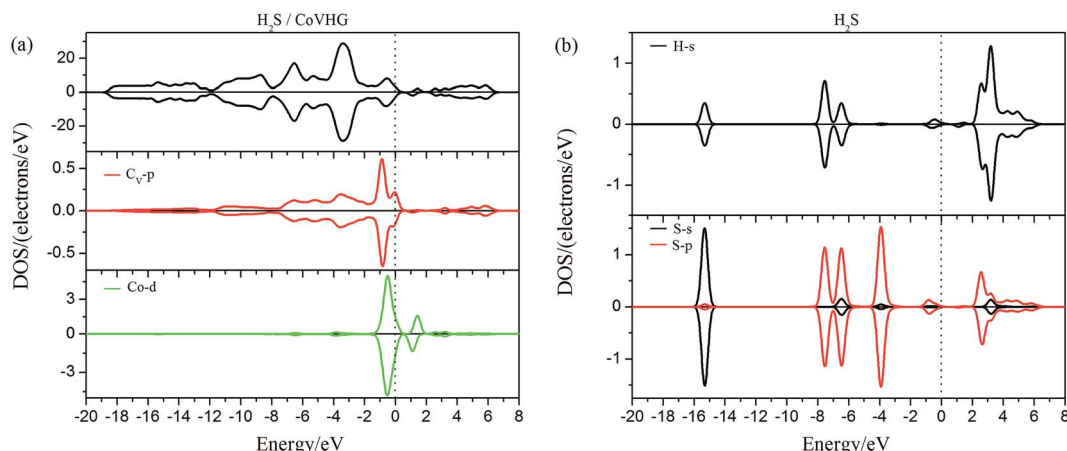 (a)
H₂S / CoVHG
20
10
0
-10
-20
0.5
C_V-p
0.0
-0.5
3
Co-d
0
-3
-20 -18 -16 -14 -12 -10 -8 -6 -4 -2 0 2 4 6 8
DOS/(electrons/eV)
Energy/eV
(b)
H₂S
1
H-s
0
-1
1
S-s
S-p
0
-1
-20 -18 -16 -14 -12 -10 -8 -6 -4 -2 0 2 4 6 8
DOS/(electrons/eV)
Energy/eV